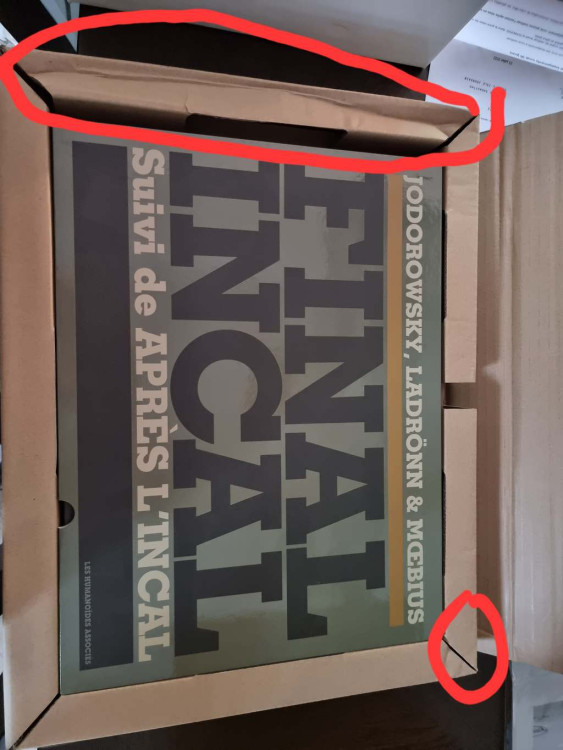 JODOROWSKY, LADRÖNN & MŒBIUS
FINAL
INCAL
Suivi de APRÈS L'INCAL
LES HUMANOÏDES ASSOCIÉS